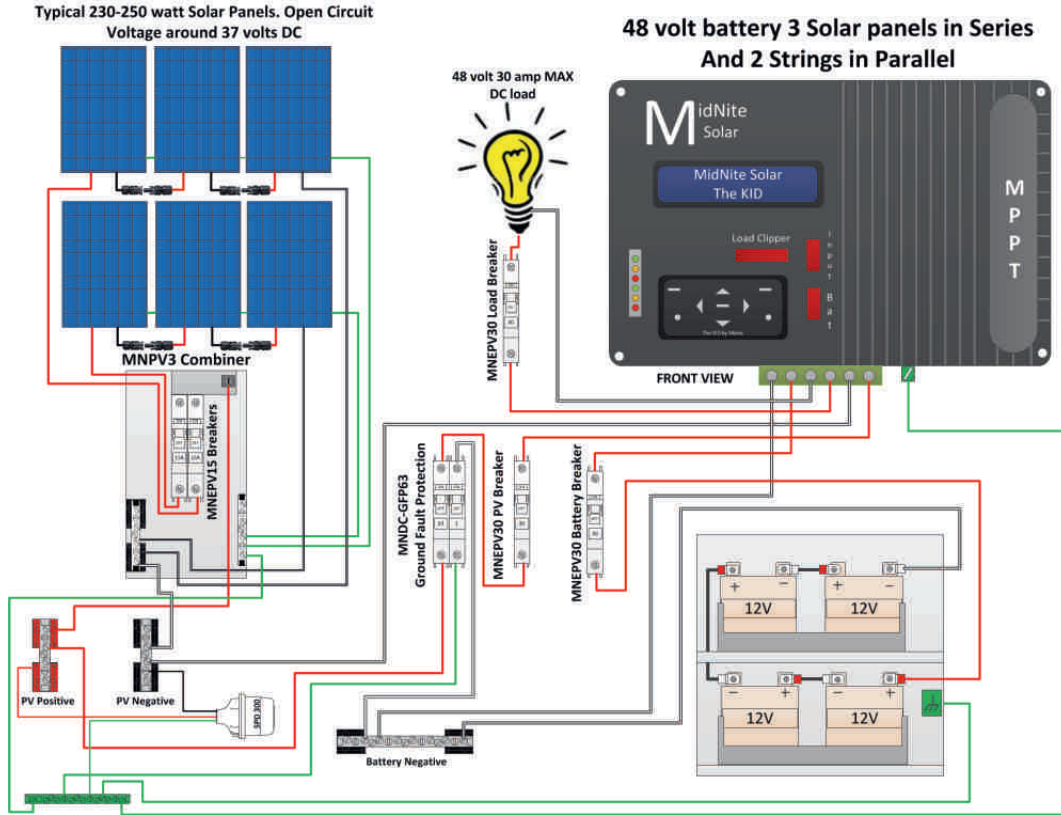 Typical 230-250 watt Solar Panels. Open Circuit
Voltage around 37 volts DC
48 volt battery 3 Solar panels in Series
And 2 Strings in Parallel
48 volt 30 amp MAX
DC load
MidNite
Solar
MidNite Solar
The KID
MPPT
Load Clipper
Input
Bat
FRONT VIEW
MNEPV30 Load Breaker
MNPV3 Combiner
MNEPV15 Breakers
MNDC-GFP63
Ground Fault Protection
MNEPV30 PV Breaker
MNEPV30 Battery Breaker
+ - + -
12V 12V
- + - +
12V 12V
PV Positive
PV Negative
SPD 300
Battery Negative